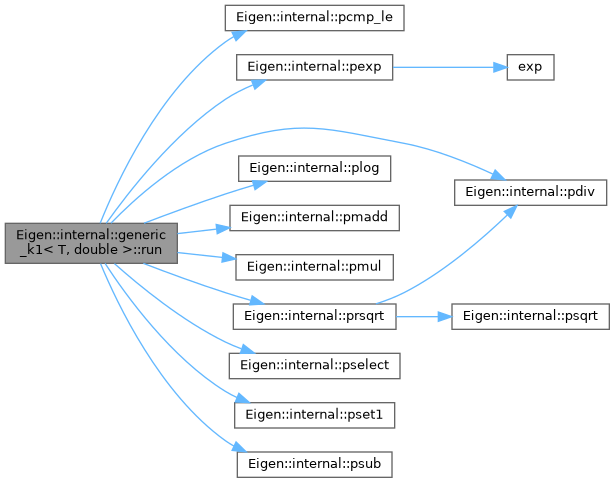 Eigen::internal::pcmp_le
Eigen::internal::pexp
exp
Eigen::internal::plog
Eigen::internal::pdiv
Eigen::internal::pmadd
Eigen::internal::generic
_k1< T, double >::run
Eigen::internal::pmul
Eigen::internal::prsqrt
Eigen::internal::psqrt
Eigen::internal::pselect
Eigen::internal::pset1
Eigen::internal::psub